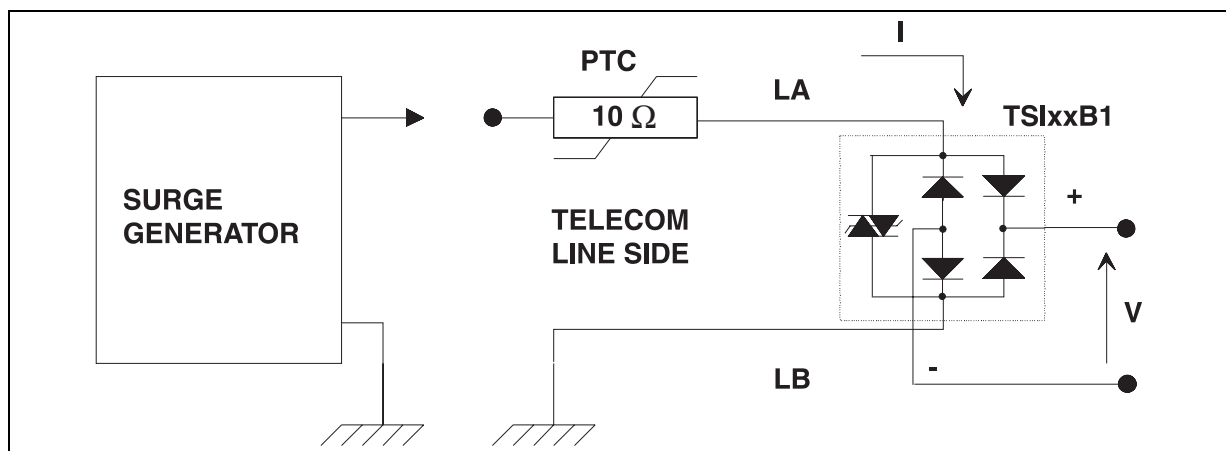 I
PTC
10 Ω
LA
TSIxxB1
SURGE
GENERATOR
TELECOM
LINE SIDE
+
V
LB
-